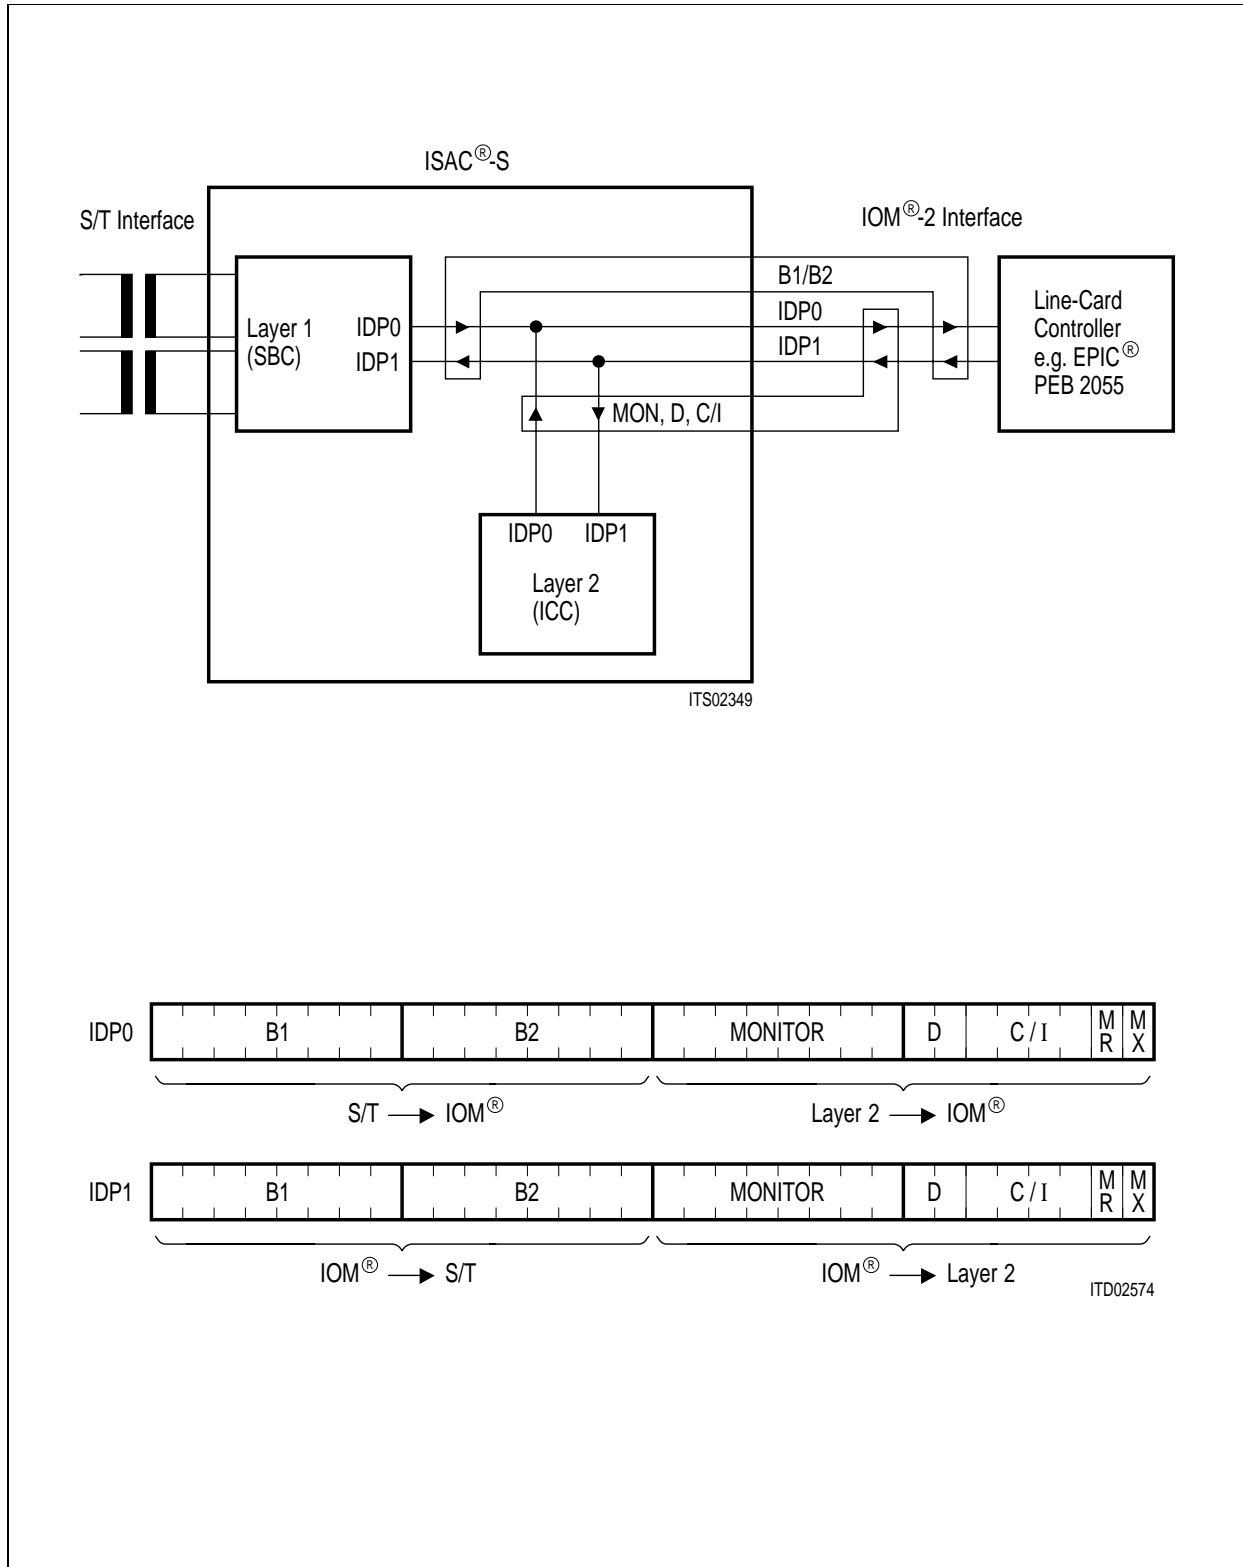 ISAC®-S
S/T Interface
IOM®-2 Interface
B1/B2
Layer 1
(SBC)
IDP0
IDP1
IDP0
IDP1
Line-Card
Controller
e.g. EPIC®
PEB 2055
MON, D, C/I
IDP0 IDP1
Layer 2
(ICC)
ITS02349
IDP0 B1 B2 MONITOR D C / I MR MX
S/T → IOM® Layer 2 → IOM®
IDP1 B1 B2 MONITOR D C / I MR MX
IOM® → S/T IOM® → Layer 2
ITD02574